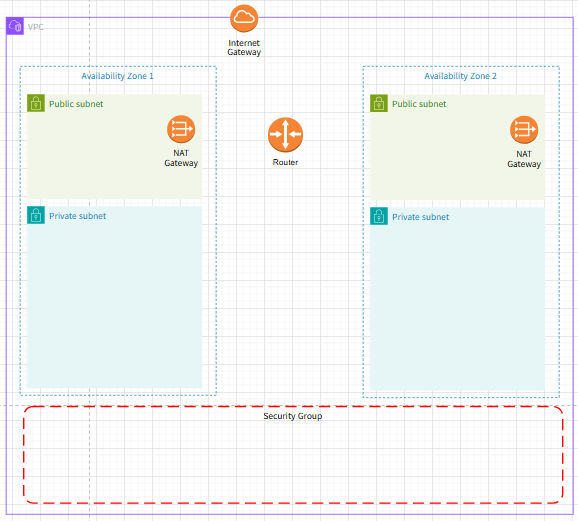 VPC
Internet
Gateway
Availability Zone 1
Availability Zone 2
Public subnet
Public subnet
NAT
Gateway
Router
NAT
Gateway
Private subnet
Private subnet
Security Group